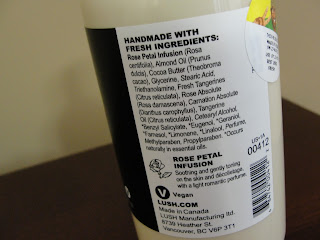 HANDMADE WITH
FRESH INGREDIENTS:
Rose Petal Infusion (Rosa
centifolia), Almond Oil (Prunus
dulcis), Cocoa Butter (Theobroma
cacao), Glycerine, Stearic Acid,
Triethanolamine, Fresh Tangerines
(Citrus reticulata), Rose Absolute
(Rosa damascena), Carnation Absolute
(Dianthus caryophyllus), Tangerine
Oil (Citrus reticulata), Cetearyl Alcohol,
*Benzyl Salicylate, *Eugenol, *Geraniol,
*Farnesol, *Limonene, *Linalool, Perfume,
Methylparaben, Propylparaben. *Occurs
naturally in essential oils.
ROSE PETAL
INFUSION
Soothing and gently toning
on the skin and décolletage,
with a light romantic perfume.
V Vegan
LUSH.COM
Made in Canada
LUSH Manufacturing ltd.
8739 Heather St.
Vancouver, BC V6P 3T1
00412